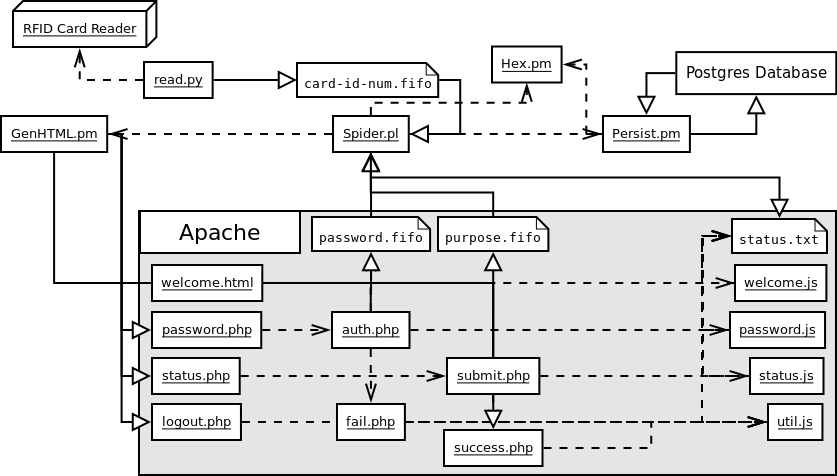 RFID Card Reader
read.py
card-id-num.fifo
Hex.pm
Postgres Database
GenHTML.pm
Spider.pl
Persist.pm
Apache
password.fifo
purpose.fifo
status.txt
welcome.html
welcome.js
password.php
auth.php
password.js
status.php
submit.php
status.js
logout.php
fail.php
util.js
success.php